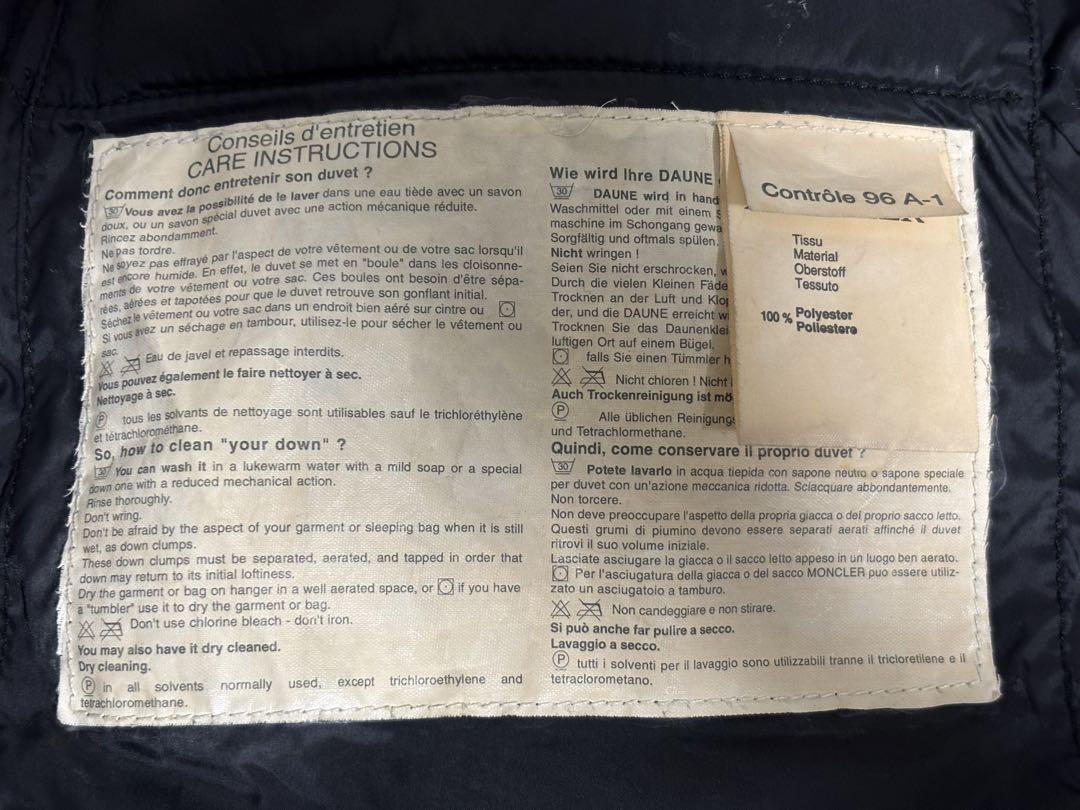 Conseils d'entretien
CARE INSTRUCTIONS
Comment donc entretenir son duvet ?
30 Vous avez la possibilité de le laver dans une eau tiède avec un savon
doux, ou un savon spécial duvet avec une action mécanique réduite.
Rincez abondamment.
Ne pas tordre.
Ne soyez pas effrayé par l'aspect de votre vêtement ou de votre sac lorsqu'il
est encore humide. En effet, le duvet se met en "boule" dans les cloisonne-
ments de votre vêtement ou votre sac. Ces boules ont besoin d'être sépa-
rées, aérées et tapotées pour que le duvet retrouve son gonflant initial.
Séchez le vêtement ou votre sac dans un endroit bien aéré sur cintre ou
Si vous avez un séchage en tambour, utilisez-le pour sécher le vêtement ou
sac.
Eau de javel et repassage interdits.
Vous pouvez également le faire nettoyer à sec.
Nettoyage à sec.
P tous les solvants de nettoyage sont utilisables sauf le trichloréthylène
et tétrachlorométhane.
So, how to clean "your down" ?
30 You can wash it in a lukewarm water with a mild soap or a special
down one with a reduced mechanical action.
Rinse thoroughly.
Don't wring.
Don't be afraid by the aspect of your garment or sleeping bag when it is still
wet, as down clumps.
These down clumps must be separated, aerated, and tapped in order that
down may return to its initial loftiness.
Dry the garment or bag on hanger in a well aerated space, or if you have
a "tumbler" use it to dry the garment or bag.
Don't use chlorine bleach - don't iron.
You may also have it dry cleaned.
Dry cleaning.
P in all solvents normally used, except trichloroethylene and
tetrachloromethane.
Wie wird Ihre DAUNE
30 DAUNE wird in hand
Waschmittel oder mit einem S
maschine im Schongang gewa
Sorgfältig und oftmals spülen.
Nicht wringen !
Seien Sie nicht erschrocken, w
Durch die vielen Kleinen Fäde
Trocknen an der Luft und Klop
der, und die DAUNE erreicht w
Trocknen Sie das Daunenklei
luftigen Ort auf einem Bügel.
falls Sie einen Tümmler h
Nicht chloren ! Nicht
Auch Trockenreinigung ist mö
P Alle üblichen Reinigungs
und Tetrachlormethane.
Quindi, come conservare il proprio duvet ?
30 Potete lavarlo in acqua tiepida con sapone neutro o sapone speciale
per duvet con un'azione meccanica ridotta. Sciacquare abbondantemente.
Non torcere.
Non deve preoccupare l'aspetto della propria giacca o del proprio sacco letto.
Questi grumi di piumino devono essere separati aerati affinché il duvet
ritrovi il suo volume iniziale.
Lasciate asciugare la giacca o il sacco letto appeso in un luogo ben aerato.
Per l'asciugatura della giacca o del sacco MONCLER può essere utiliz-
zato un asciugatoio a tamburo.
Non candeggiare e non stirare.
Si può anche far pulire a secco.
Lavaggio a secco.
P tutti i solventi per il lavaggio sono utilizzabili tranne il tricloretilene e il
tetraclorometano.
Contrôle 96 A-1
Tissu
Material
Oberstoff
Tessuto
100 % Polyester
Poliestere